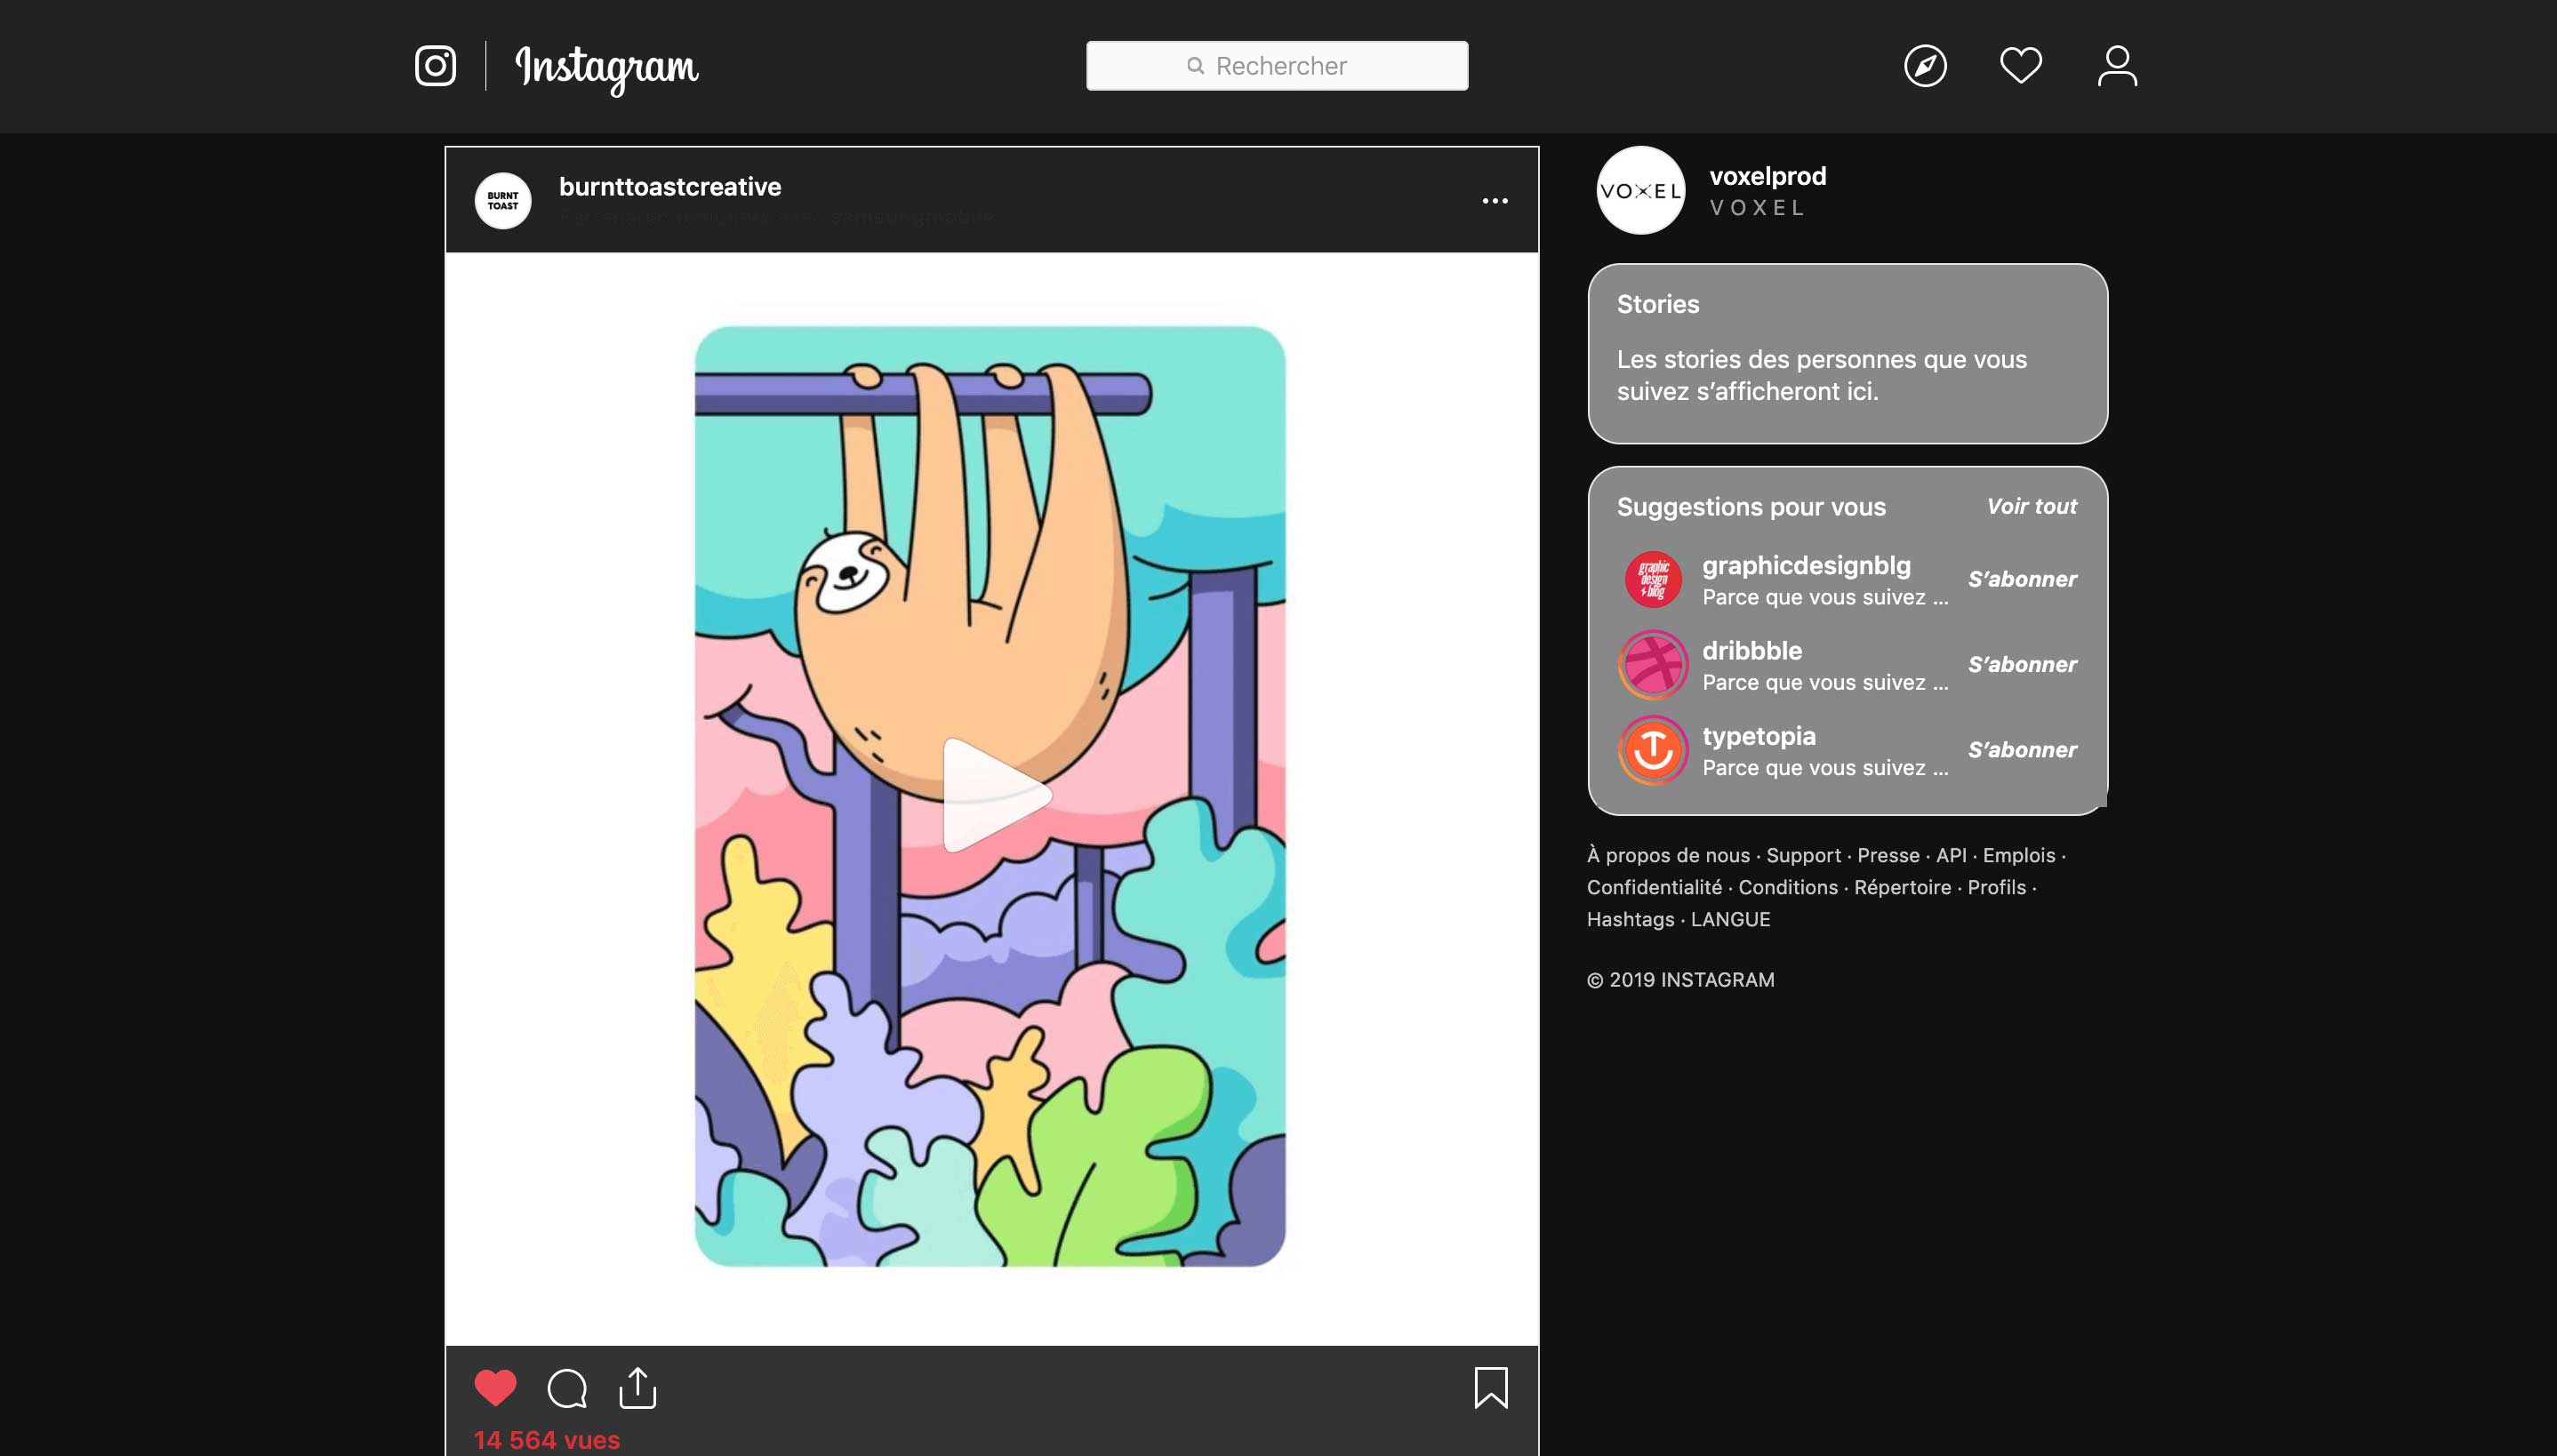 Instagram
Rechercher
BURNT
TOAST
burnttoastcreative
samsungmobile
VOXEL
voxelprod
V O X E L
Stories
Les stories des personnes que vous
suivez s’afficheront ici.
Suggestions pour vous
Voir tout
graphic
design
blog
graphicdesignblg
Parce que vous suivez ...
S’abonner
dribbble
Parce que vous suivez ...
S’abonner
typetopia
Parce que vous suivez ...
S’abonner
À propos de nous · Support · Presse · API · Emplois ·
Confidentialité · Conditions · Répertoire · Profils ·
Hashtags · LANGUE
© 2019 INSTAGRAM
14 564 vues